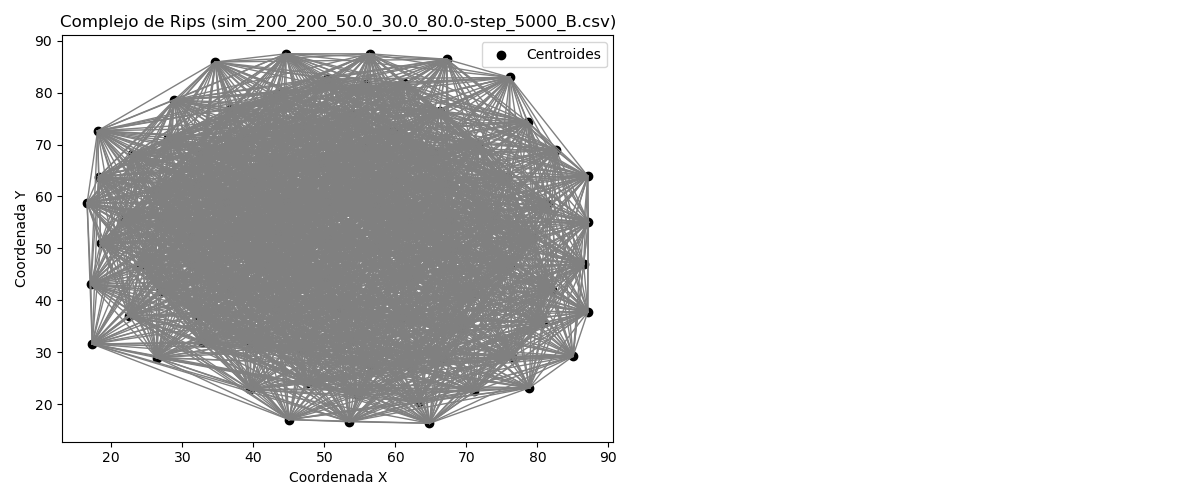 Complejo de Rips (sim_200_200_50.0_30.0_80.0-step_5000_B.csv)
Centroides
90
80
70
60
50
40
30
20
Coordenada Y
20 30 40 50 60 70 80 90
Coordenada X